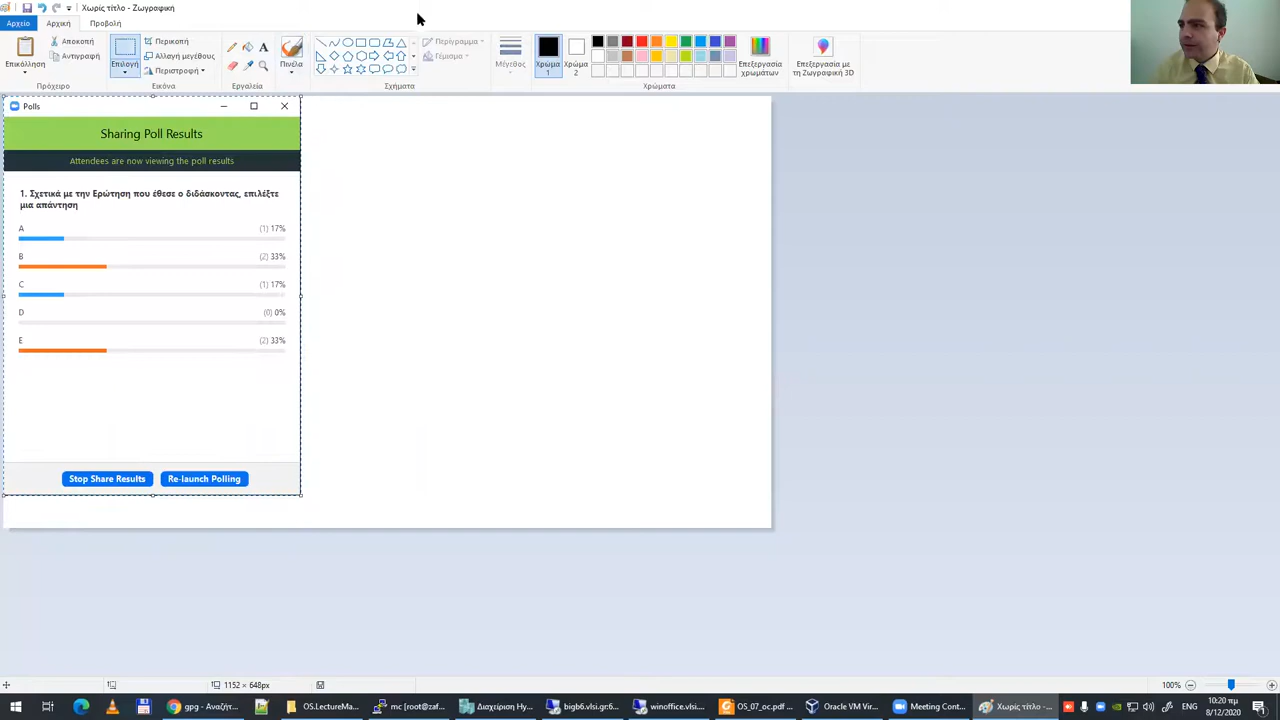 Χωρίς τίτλο - Ζωγραφική
Αρχείο Αρχική Προβολή
Επικόλληση
Αποκοπή
Αντιγραφή
Πρόχειρο
Επιλογή
Περικοπή
Αλλαγή μεγέθους
Περιστροφή
Εικόνα
A
Εργαλεία
Πινέλα
Περίγραμμα
Γέμισμα
Σχήματα
Μέγεθος
Χρώμα
1
Χρώμα
2
Επεξεργασία
χρωμάτων
Χρώματα
Επεξεργασία με
τη Ζωγραφική 3D
Polls
Sharing Poll Results
Attendees are now viewing the poll results
1. Σχετικά με την Ερώτηση που έθεσε ο διδάσκοντας, επιλέξτε
μια απάντηση
A (1) 17%
B (2) 33%
C (1) 17%
D (0) 0%
E (2) 33%
Stop Share Results Re-launch Polling
1152 × 648px 100%
gpg - Αναζήτ... OS.LectureMa... mc [root@zaf... Διαχείριση Hy... bigb6.vlsi.gr:6... winoffice.vlsi.... OS_07_oc.pdf ... Oracle VM Vir... Meeting Cont... Χωρίς τίτλο -...
10:20 πμ
8/12/2020